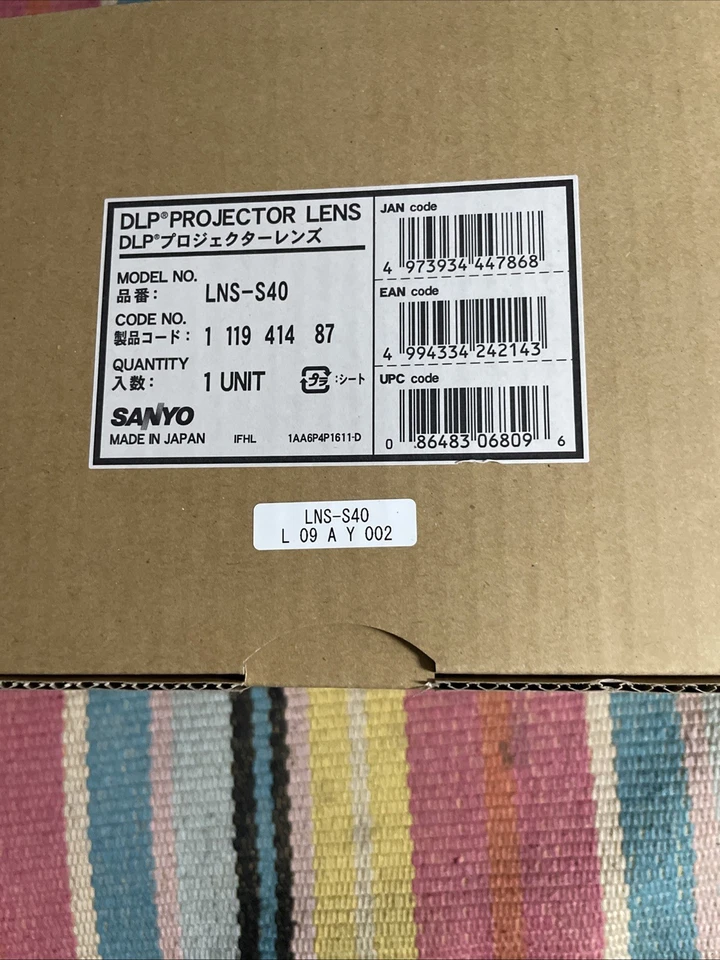 DLP® PROJECTOR LENS
DLP®プロジェクターレンズ
MODEL NO.
品番: LNS-S40
CODE NO.
製品コード: 1 119 414 87
QUANTITY
入数: 1 UNIT プラ :シート
SANYO
MADE IN JAPAN IFHL 1AA6P4P1611-D
JAN code
4 973934 447868
EAN code
4 994334 242143
UPC code
0 86483 06809 6
LNS-S40
L 09 A Y 002